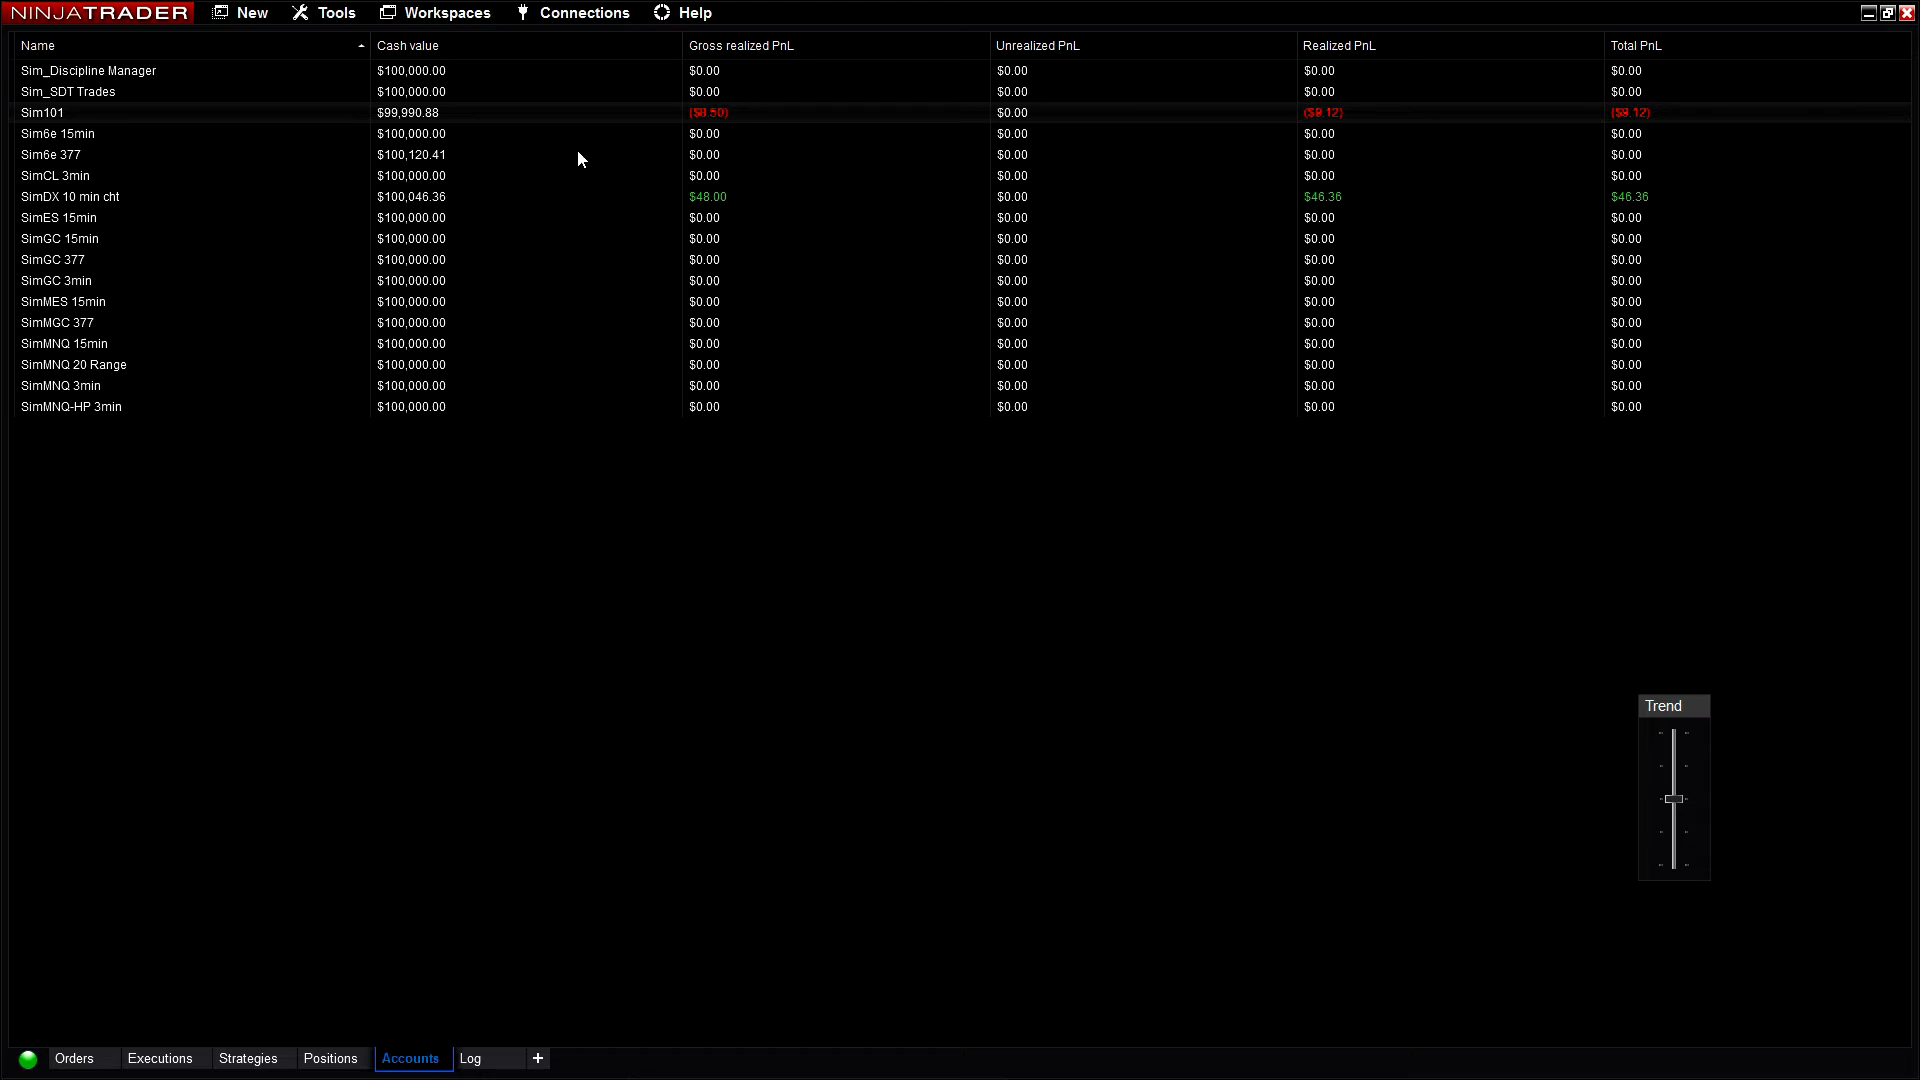 NINJATRADER New Tools Workspaces Connections Help
Name Cash value Gross realized PnL Unrealized PnL Realized PnL Total PnL
Sim_Discipline Manager $100,000.00 $0.00 $0.00 $0.00 $0.00
Sim_SDT Trades $100,000.00 $0.00 $0.00 $0.00 $0.00
Sim101 $99,990.88 ($8.50) $0.00 ($9.12) ($9.12)
Sim6e 15min $100,000.00 $0.00 $0.00 $0.00 $0.00
Sim6e 377 $100,120.41 $0.00 $0.00 $0.00 $0.00
SimCL 3min $100,000.00 $0.00 $0.00 $0.00 $0.00
SimDX 10 min cht $100,046.36 $48.00 $0.00 $46.36 $46.36
SimES 15min $100,000.00 $0.00 $0.00 $0.00 $0.00
SimGC 15min $100,000.00 $0.00 $0.00 $0.00 $0.00
SimGC 377 $100,000.00 $0.00 $0.00 $0.00 $0.00
SimGC 3min $100,000.00 $0.00 $0.00 $0.00 $0.00
SimMES 15min $100,000.00 $0.00 $0.00 $0.00 $0.00
SimMGC 377 $100,000.00 $0.00 $0.00 $0.00 $0.00
SimMNQ 15min $100,000.00 $0.00 $0.00 $0.00 $0.00
SimMNQ 20 Range $100,000.00 $0.00 $0.00 $0.00 $0.00
SimMNQ 3min $100,000.00 $0.00 $0.00 $0.00 $0.00
SimMNQ-HP 3min $100,000.00 $0.00 $0.00 $0.00 $0.00
Trend
Orders Executions Strategies Positions Accounts Log +